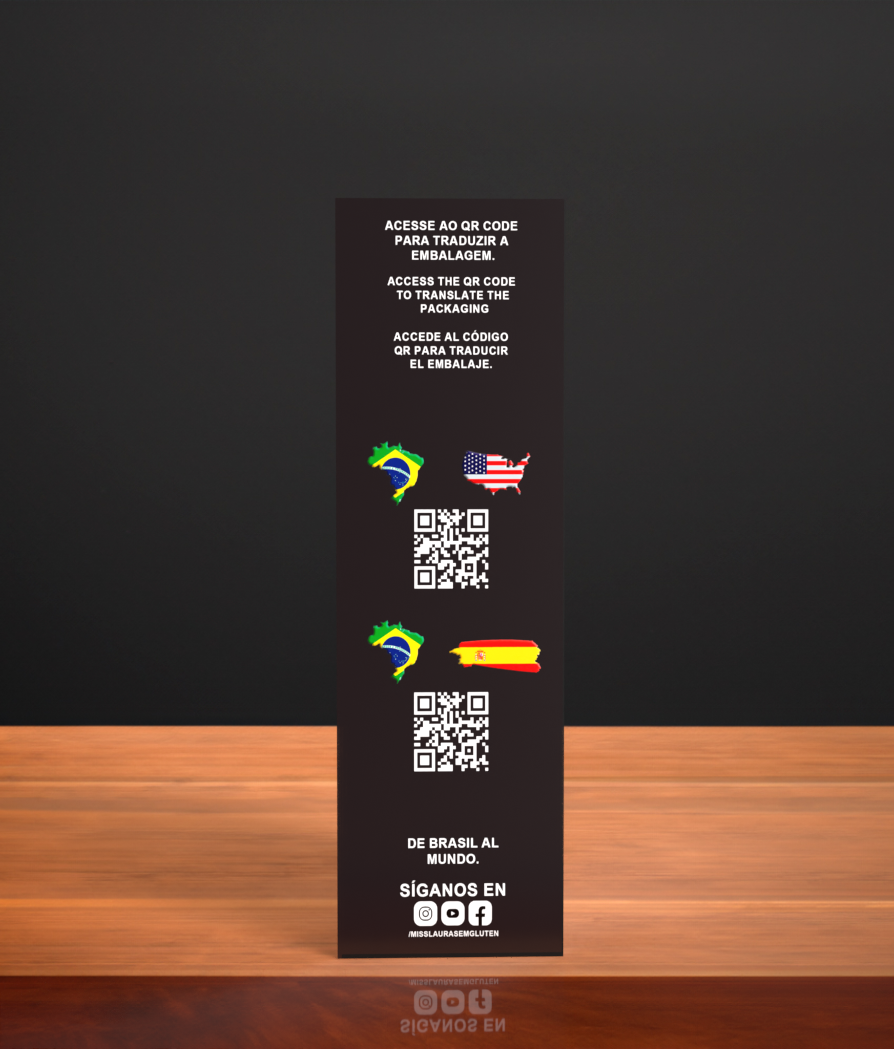 ACESSE AO QR CODE
PARA TRADUZIR A
EMBALAGEM.
ACCESS THE QR CODE
TO TRANSLATE THE
PACKAGING
ACCEDE AL CÓDIGO
QR PARA TRADUCIR
EL EMBALAJE.
DE BRASIL AL
MUNDO.
SÍGANOS EN
/MISSLAURASEMGLUTEN